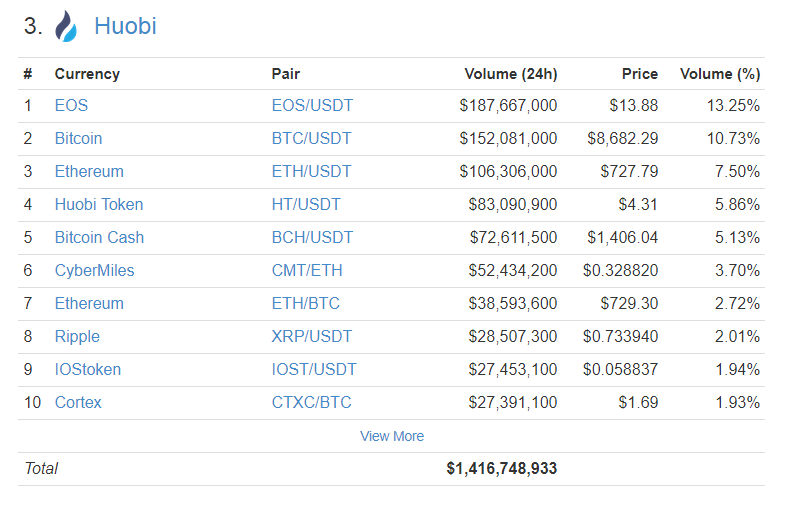 3. Huobi
# Currency Pair Volume (24h) Price Volume (%)
1 EOS EOS/USDT $187,667,000 $13.88 13.25%
2 Bitcoin BTC/USDT $152,081,000 $8,682.29 10.73%
3 Ethereum ETH/USDT $106,306,000 $727.79 7.50%
4 Huobi Token HT/USDT $83,090,900 $4.31 5.86%
5 Bitcoin Cash BCH/USDT $72,611,500 $1,406.04 5.13%
6 CyberMiles CMT/ETH $52,434,200 $0.328820 3.70%
7 Ethereum ETH/BTC $38,593,600 $729.30 2.72%
8 Ripple XRP/USDT $28,507,300 $0.733940 2.01%
9 IOStoken IOST/USDT $27,453,100 $0.058837 1.94%
10 Cortex CTXC/BTC $27,391,100 $1.69 1.93%
View More
Total $1,416,748,933